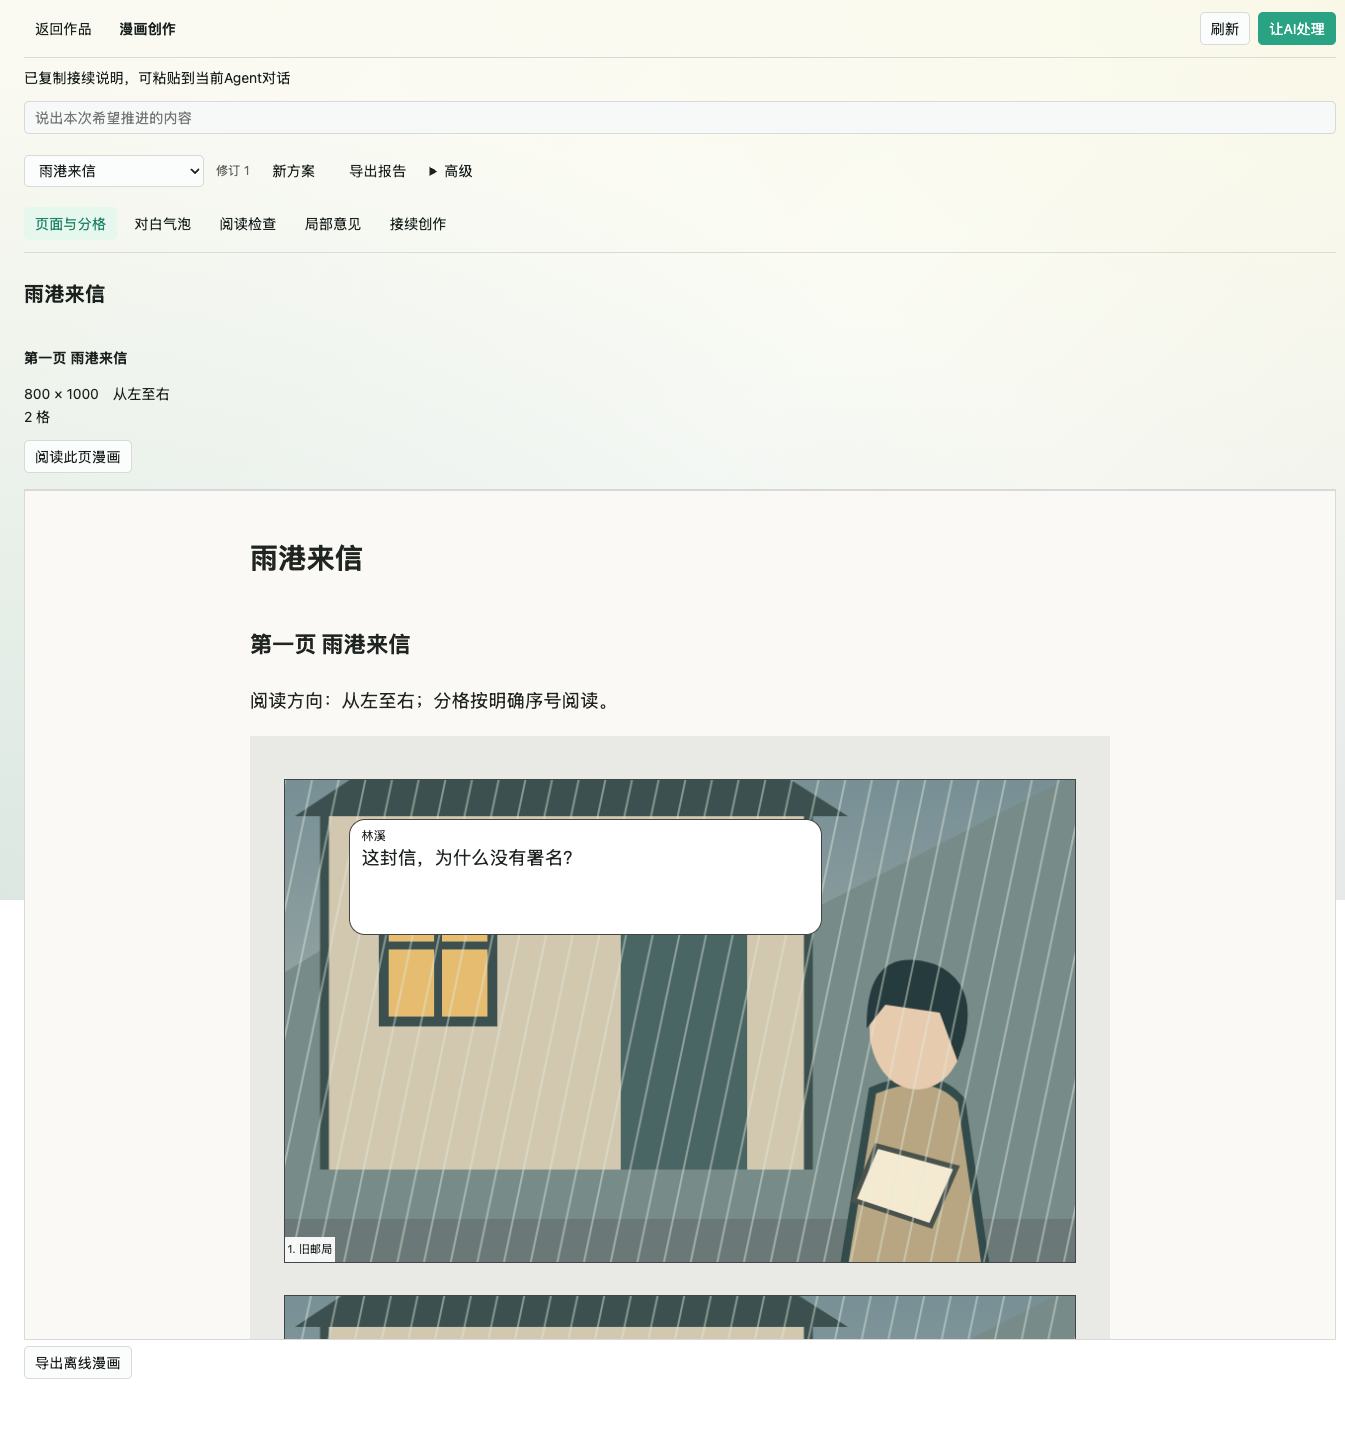 返回作品 漫画创作 刷新 让AI处理
已复制接续说明，可粘贴到当前Agent对话
说出本次希望推进的内容
雨港来信 修订 1 新方案 导出报告 ▶ 高级
页面与分格 对白气泡 阅读检查 局部意见 接续创作
雨港来信
第一页 雨港来信
800 × 1000 从左至右
2 格
阅读此页漫画
雨港来信
第一页 雨港来信
阅读方向：从左至右；分格按明确序号阅读。
林溪
这封信，为什么没有署名？
1. 旧邮局
导出离线漫画